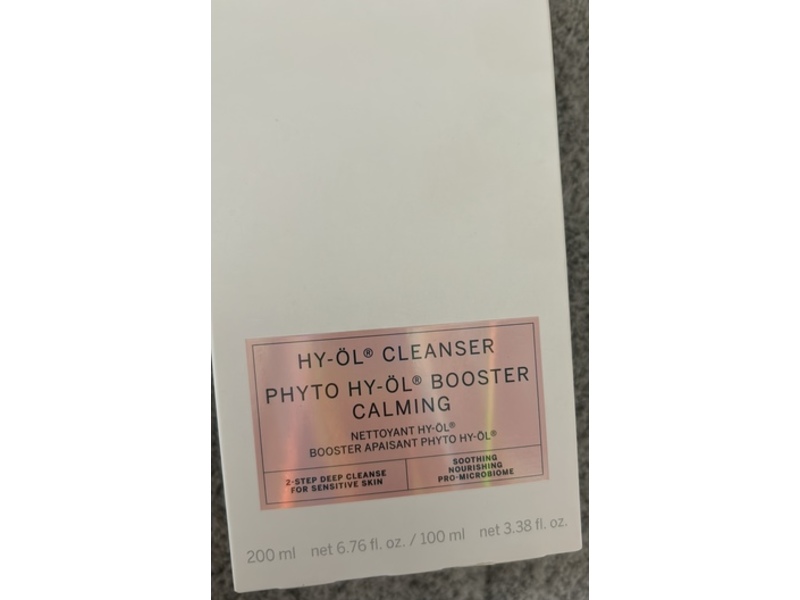 HY-ÖL® CLEANSER
PHYTO HY-ÖL® BOOSTER
CALMING
NETTOYANT HY-ÖL®
BOOSTER APAISANT PHYTO HY-ÖL®
2-STEP DEEP CLEANSE
FOR SENSITIVE SKIN
SOOTHING
NOURISHING
PRO-MICROBIOME
200 ml net 6.76 fl. oz. / 100 ml net 3.38 fl. oz.